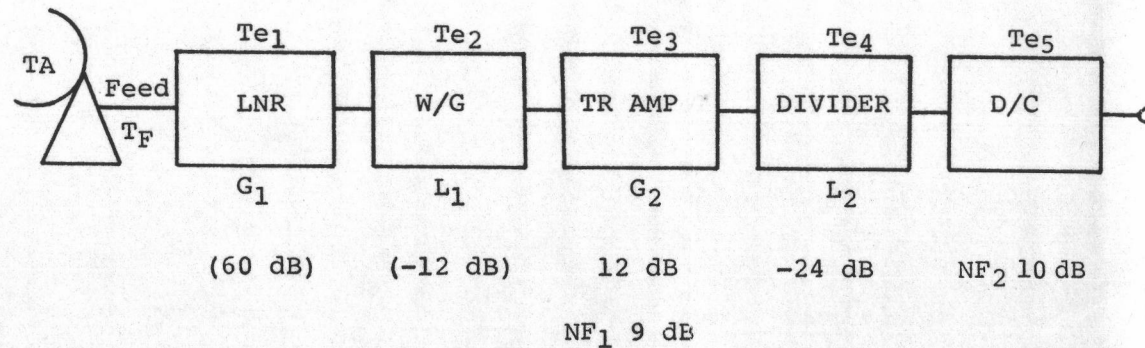 Te₁ Te₂ Te₃ Te₄ Te₅
TA Feed LNR W/G TR AMP DIVIDER D/C
T_F
G₁ L₁ G₂ L₂
(60 dB) (-12 dB) 12 dB -24 dB NF₂ 10 dB
NF₁ 9 dB